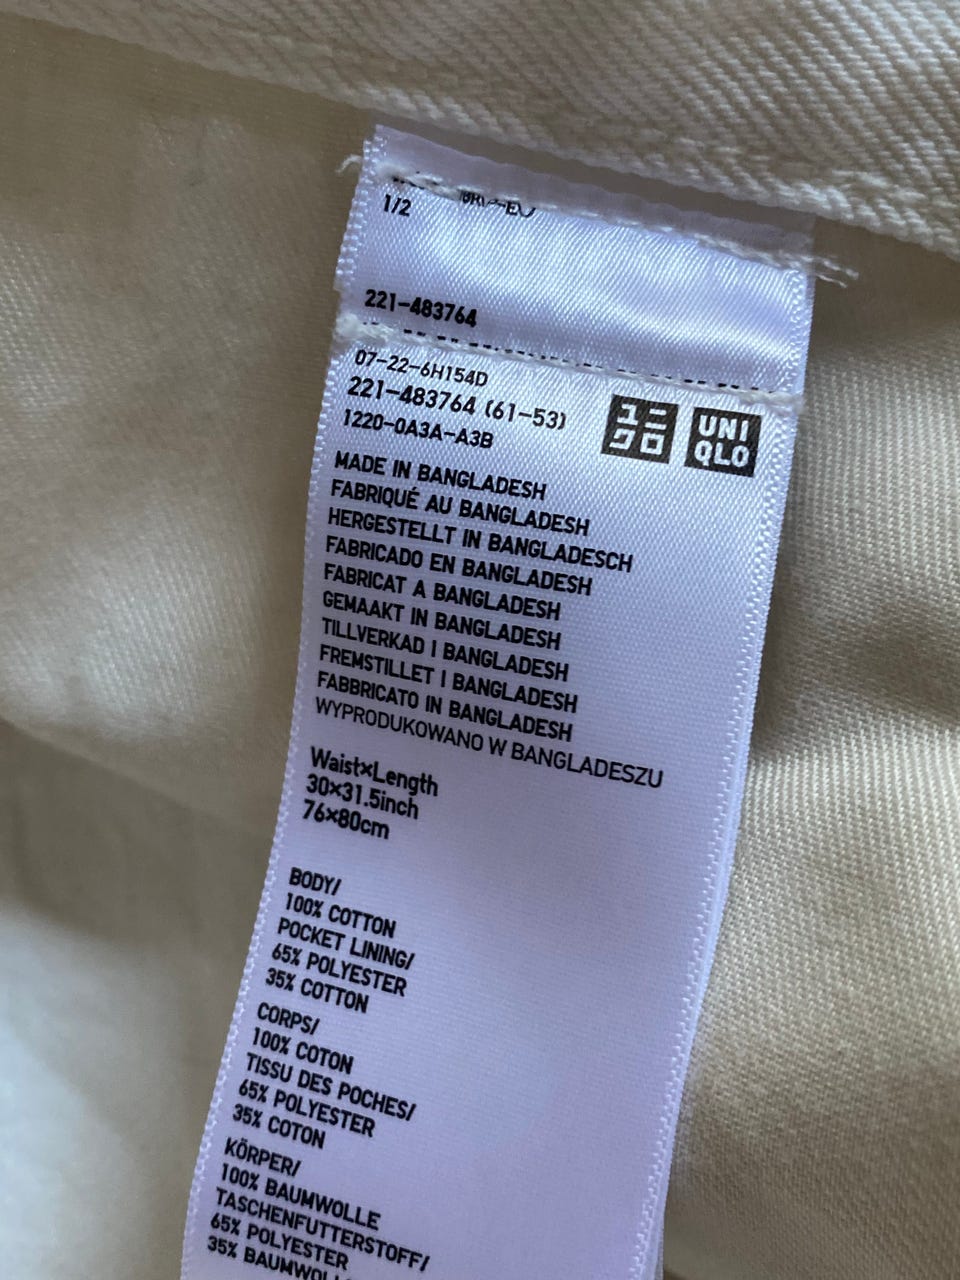 1/2
221-483764
07-22-6H154D
221-483764 (61-53)
1220-0A3A-A3B
ユニ
クロ
UNI
QLO
MADE IN BANGLADESH
FABRIQUÉ AU BANGLADESH
HERGESTELLT IN BANGLADESCH
FABRICADO EN BANGLADESH
FABRICAT A BANGLADESH
GEMAAKT IN BANGLADESH
TILLVERKAD I BANGLADESH
FREMSTILLET I BANGLADESH
FABBRICATO IN BANGLADESH
WYPRODUKOWANO W BANGLADESZU
Waist×Length
30×31.5inch
76×80cm
BODY/
100% COTTON
POCKET LINING/
65% POLYESTER
35% COTTON
CORPS/
100% COTON
TISSU DES POCHES/
65% POLYESTER
35% COTON
KÖRPER/
100% BAUMWOLLE
TASCHENFUTTERSTOFF/
65% POLYESTER
35%